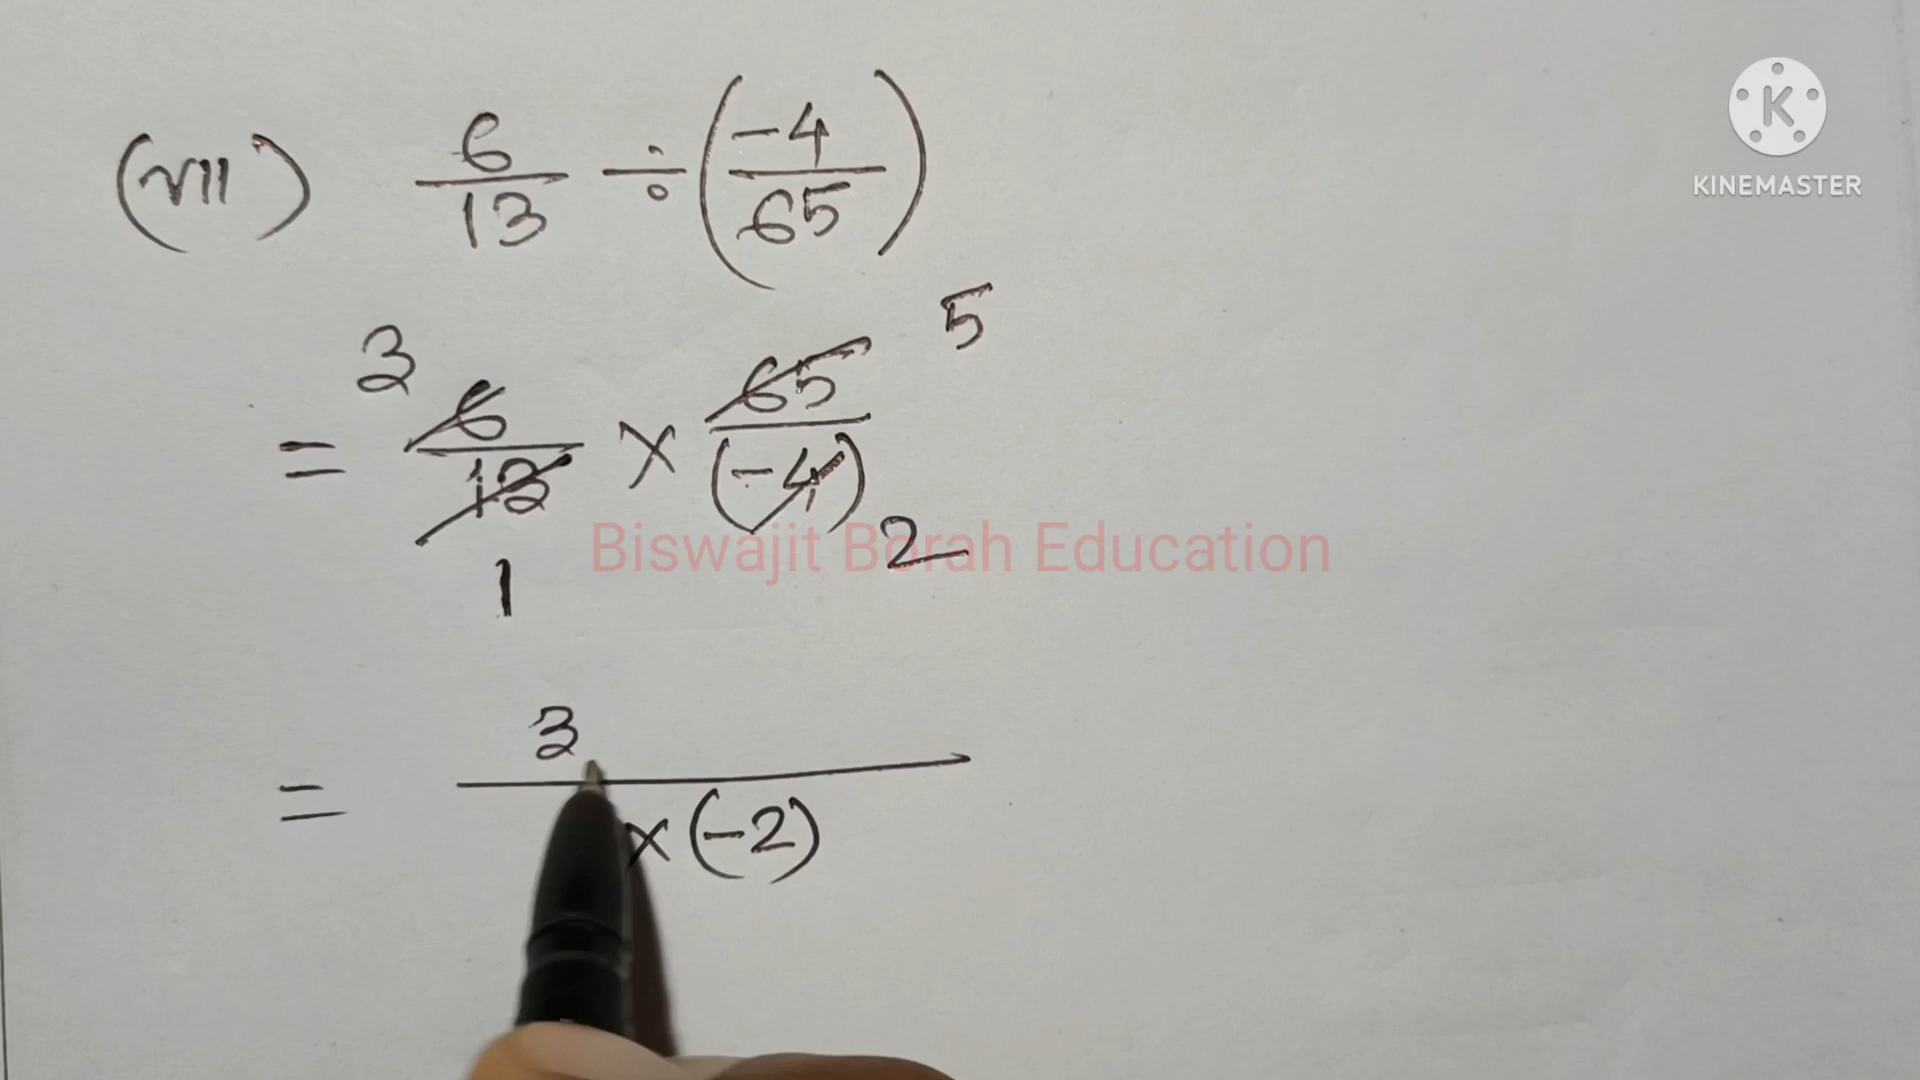 (VII) 6/13 ÷ (-4/65)
KINEMASTER
= 3 6/13 1 × 65/(-4) 5 2
Biswajit Borah Education
= 3/ × (-2)